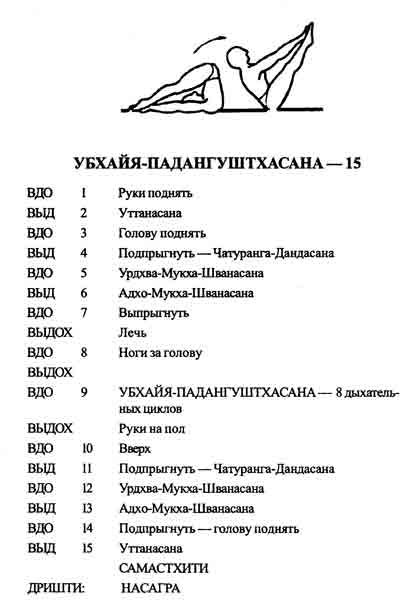 УБХАЙЯ-ПАДАНГУШТХАСАНА — 15
ВДО 1 Руки поднять
ВЫД 2 Уттанасана
ВДО 3 Голову поднять
ВЫД 4 Подпрыгнуть — Чатуранга-Дандасана
ВДО 5 Урдхва-Мукха-Шванасана
ВЫД 6 Адхо-Мукха-Шванасана
ВДО 7 Выпрыгнуть
ВЫДОХ Лечь
ВДО 8 Ноги за голову
ВЫДОХ
ВДО 9 УБХАЙЯ-ПАДАНГУШТХАСАНА — 8 дыхатель-
ных циклов
ВЫДОХ Руки на пол
ВДО 10 Вверх
ВЫД 11 Подпрыгнуть — Чатуранга-Дандасана
ВДО 12 Урдхва-Мукха-Шванасана
ВЫД 13 Адхо-Мукха-Шванасана
ВДО 14 Подпрыгнуть — голову поднять
ВЫД 15 Уттанасана
САМАСТХИТИ
ДРИШТИ: НАСАГРА